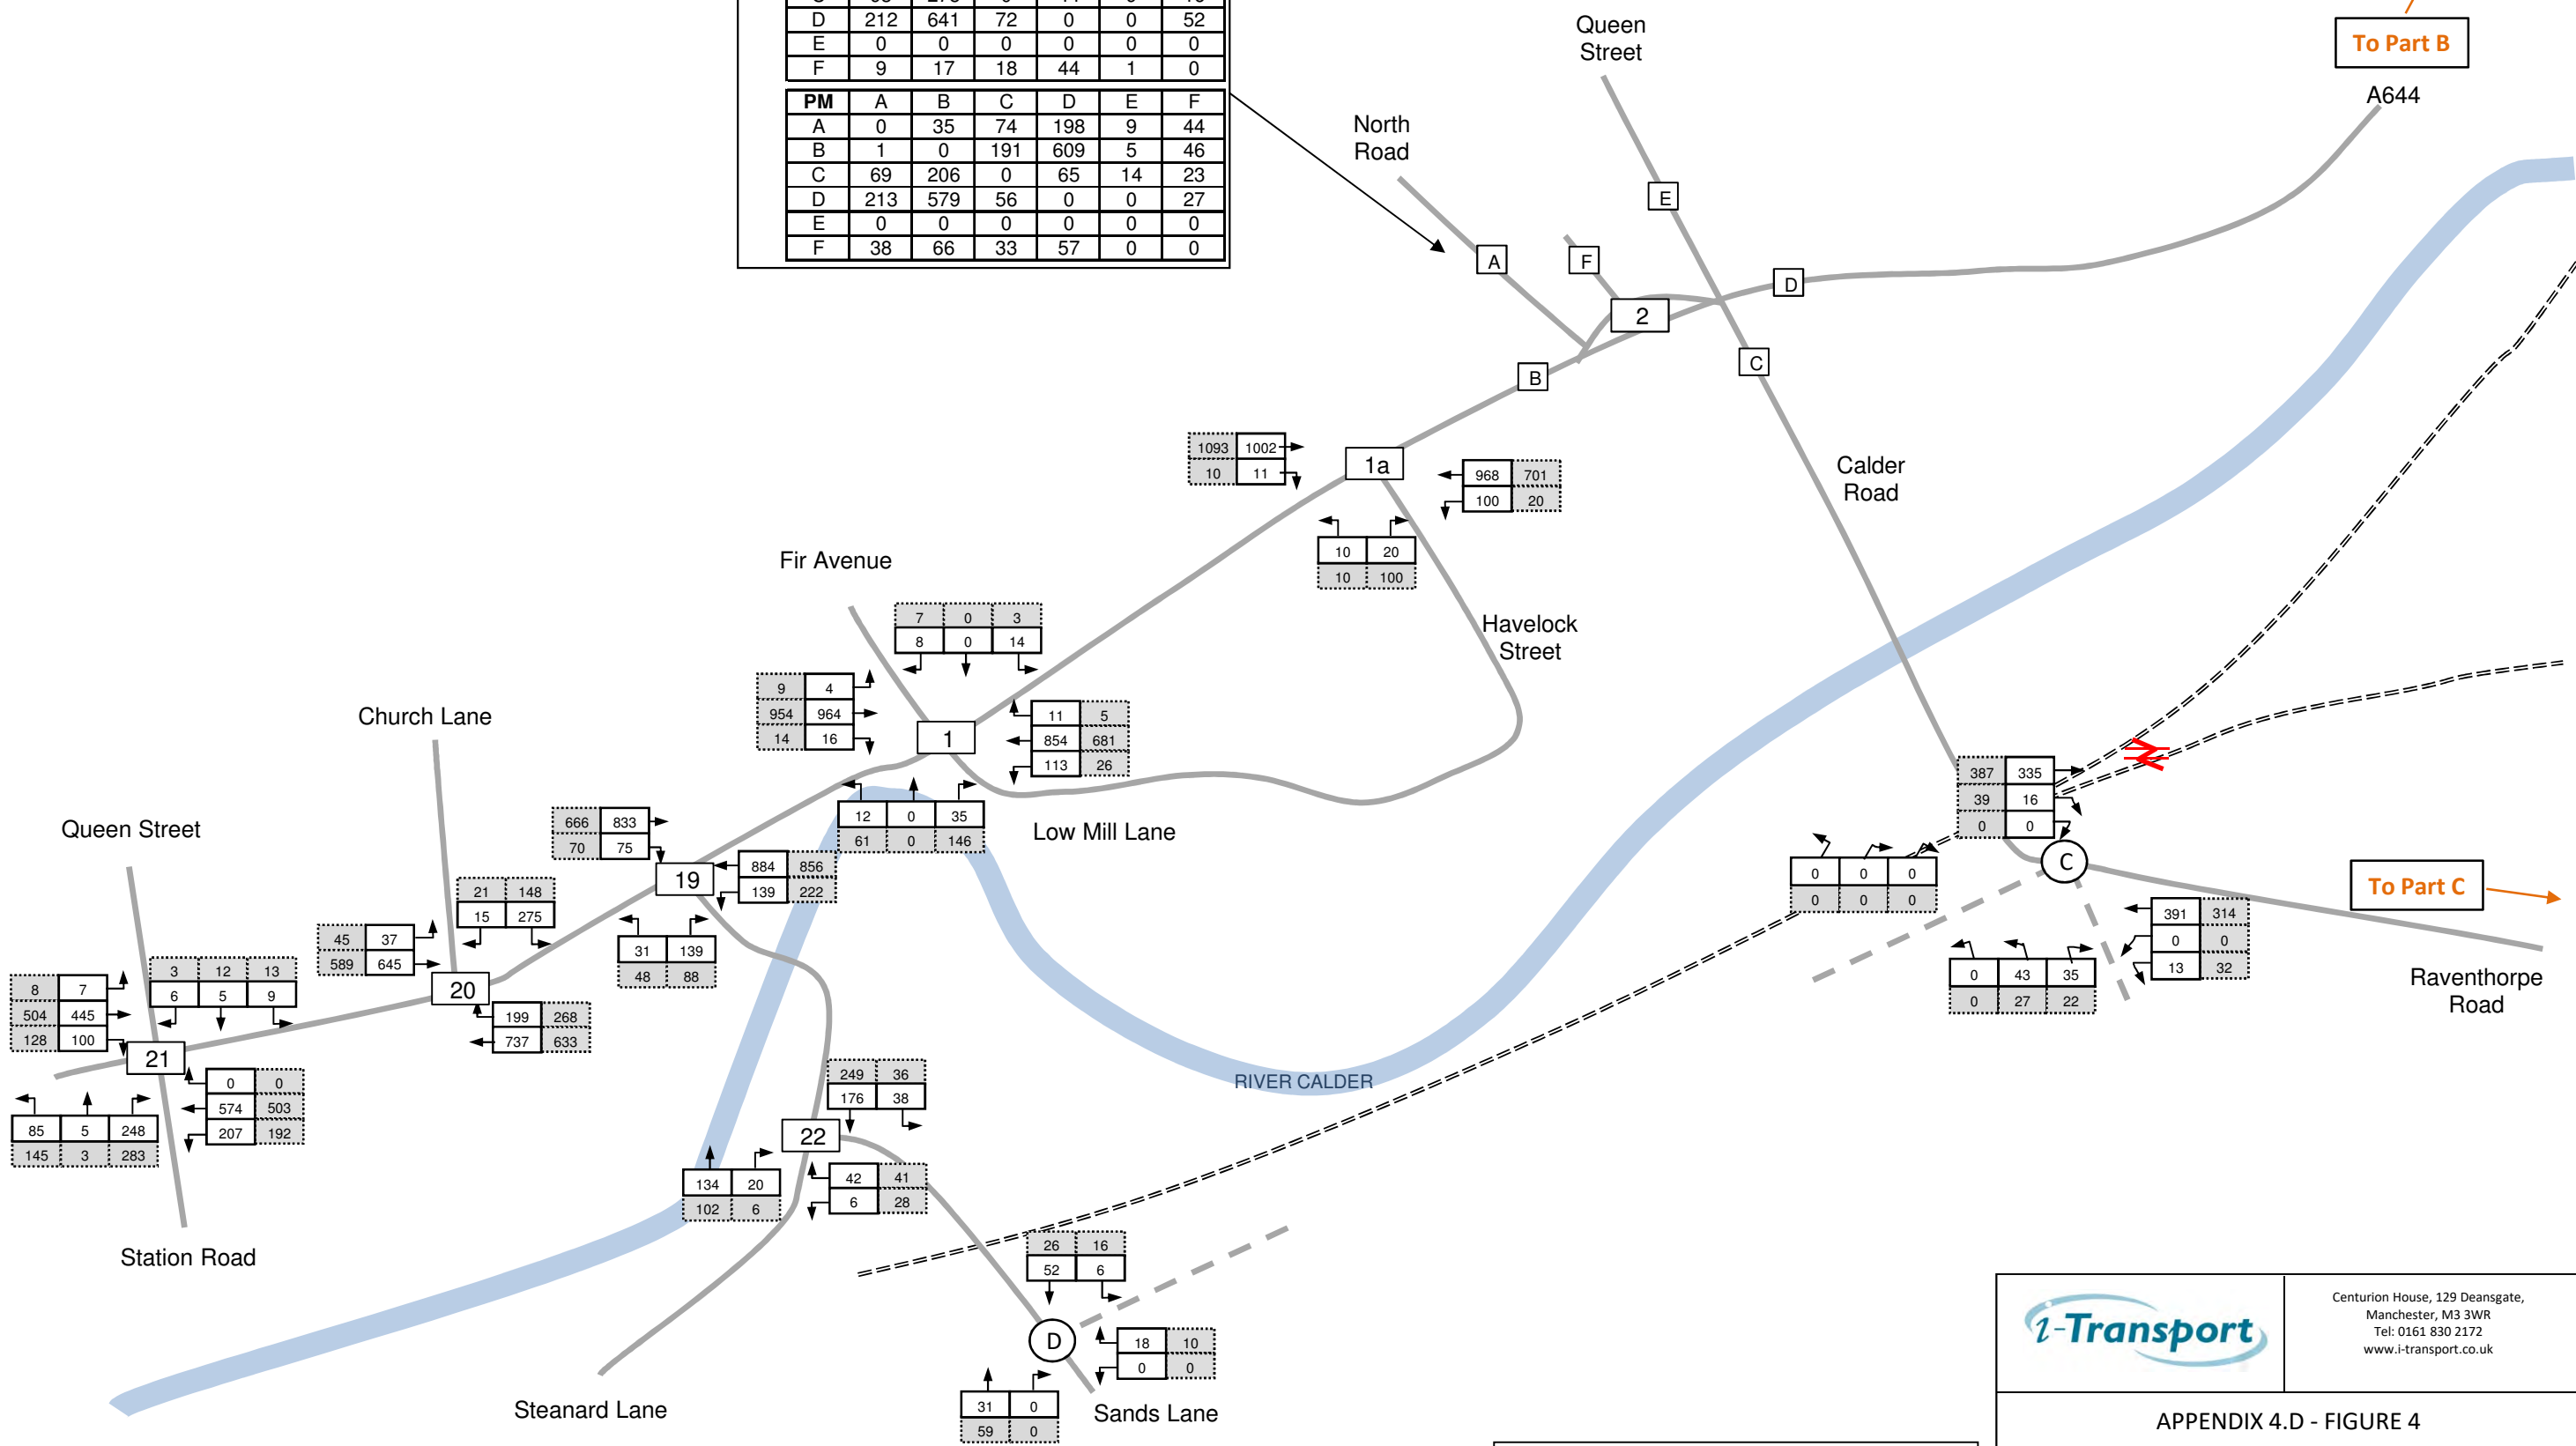 D 212 641 72 0 0 52
E 0 0 0 0 0 0
F 9 17 18 44 1 0
PM A B C D E F
A 0 35 74 198 9 44
B 1 0 191 609 5 46
C 69 206 0 65 14 23
D 213 579 56 0 0 27
E 0 0 0 0 0 0
F 38 66 33 57 0 0
Queen
Street
To Part B
A644
North
Road
E
A
F
D
2
C
B
1093 1002
10 11
1a
968 701
100 20
10 20
10 100
Calder
Road
Havelock
Street
Fir Avenue
7 0 3
8 0 14
9 4
954 964
14 16
1
11 5
854 681
113 26
12 0 35
61 0 146
Low Mill Lane
Church Lane
Queen Street
666 833
70 75
19
884 856
139 222
31 139
48 88
21 148
15 275
45 37
589 645
20
199 268
737 633
3 12 13
6 5 9
8 7
504 445
128 100
21
0 0
574 503
207 192
85 5 248
145 3 283
Station Road
387 335
39 16
0 0
C
0 0 0
0 0 0
391 314
0 0
13 32
0 43 35
0 27 22
To Part C
Raventhorpe
Road
RIVER CALDER
249 36
176 38
22
134 20
102 6
42 41
6 28
26 16
52 6
D
18 10
0 0
31 0
59 0
Steanard Lane
Sands Lane
i-Transport
Centurion House, 129 Deansgate,
Manchester, M3 3WR
Tel: 0161 830 2172
www.i-transport.co.uk
APPENDIX 4.D - FIGURE 4